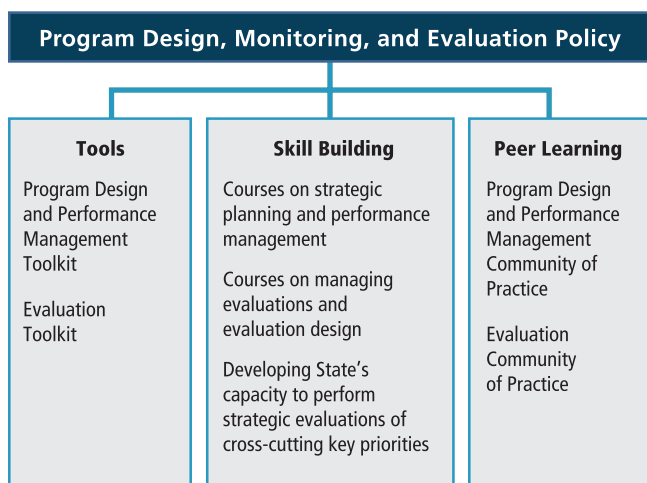 Program Design, Monitoring, and Evaluation Policy
Tools
Program Design
and Performance
Management
Toolkit
Evaluation
Toolkit
Skill Building
Courses on strategic
planning and performance
management
Courses on managing
evaluations and
evaluation design
Developing State’s
capacity to perform
strategic evaluations of
cross-cutting key priorities
Peer Learning
Program Design
and Performance
Management
Community of
Practice
Evaluation
Community
of Practice